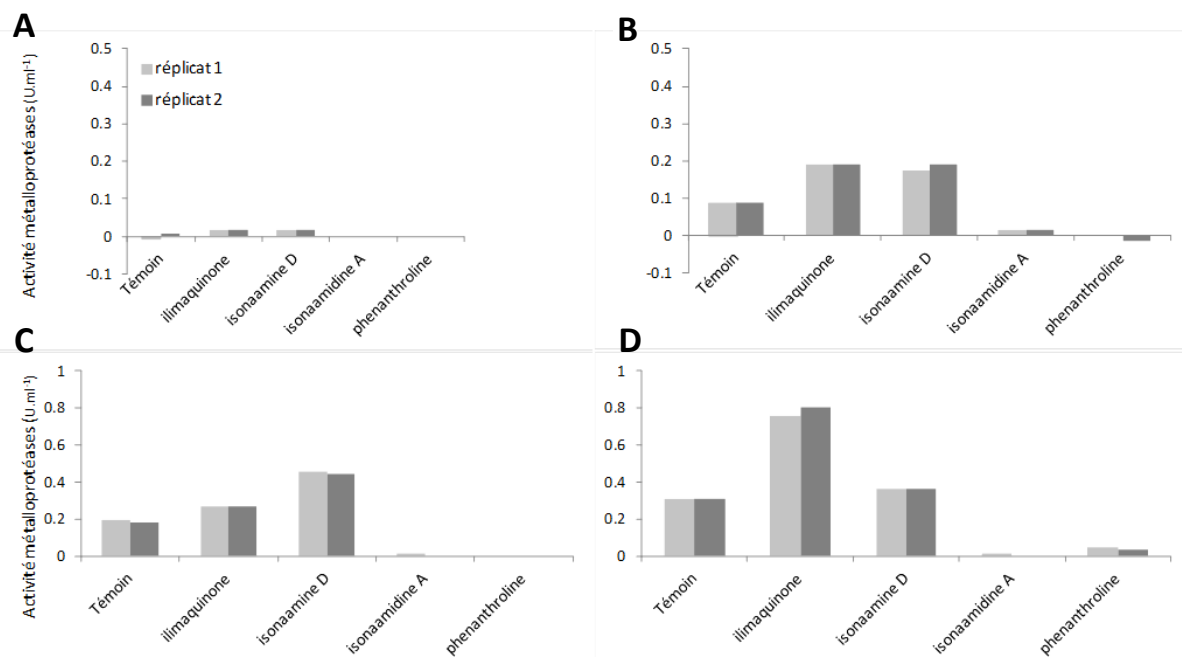 A
B
Activité métalloprotéases (U.ml⁻¹)
0.5
0.4
0.3
0.2
0.1
0
-0.1
réplicat 1
réplicat 2
Témoin
ilimaquinone
isonaamine D
isonaamidine A
phenanthroline
0.5
0.4
0.3
0.2
0.1
0
-0.1
Témoin
ilimaquinone
isonaamine D
isonaamidine A
phenanthroline
C
D
Activité métalloprotéases (U.ml⁻¹)
1
0.8
0.6
0.4
0.2
0
Témoin
ilimaquinone
isonaamine D
isonaamidine A
phenanthroline
1
0.8
0.6
0.4
0.2
0
Témoin
ilimaquinone
isonaamine D
isonaamidine A
phenanthroline